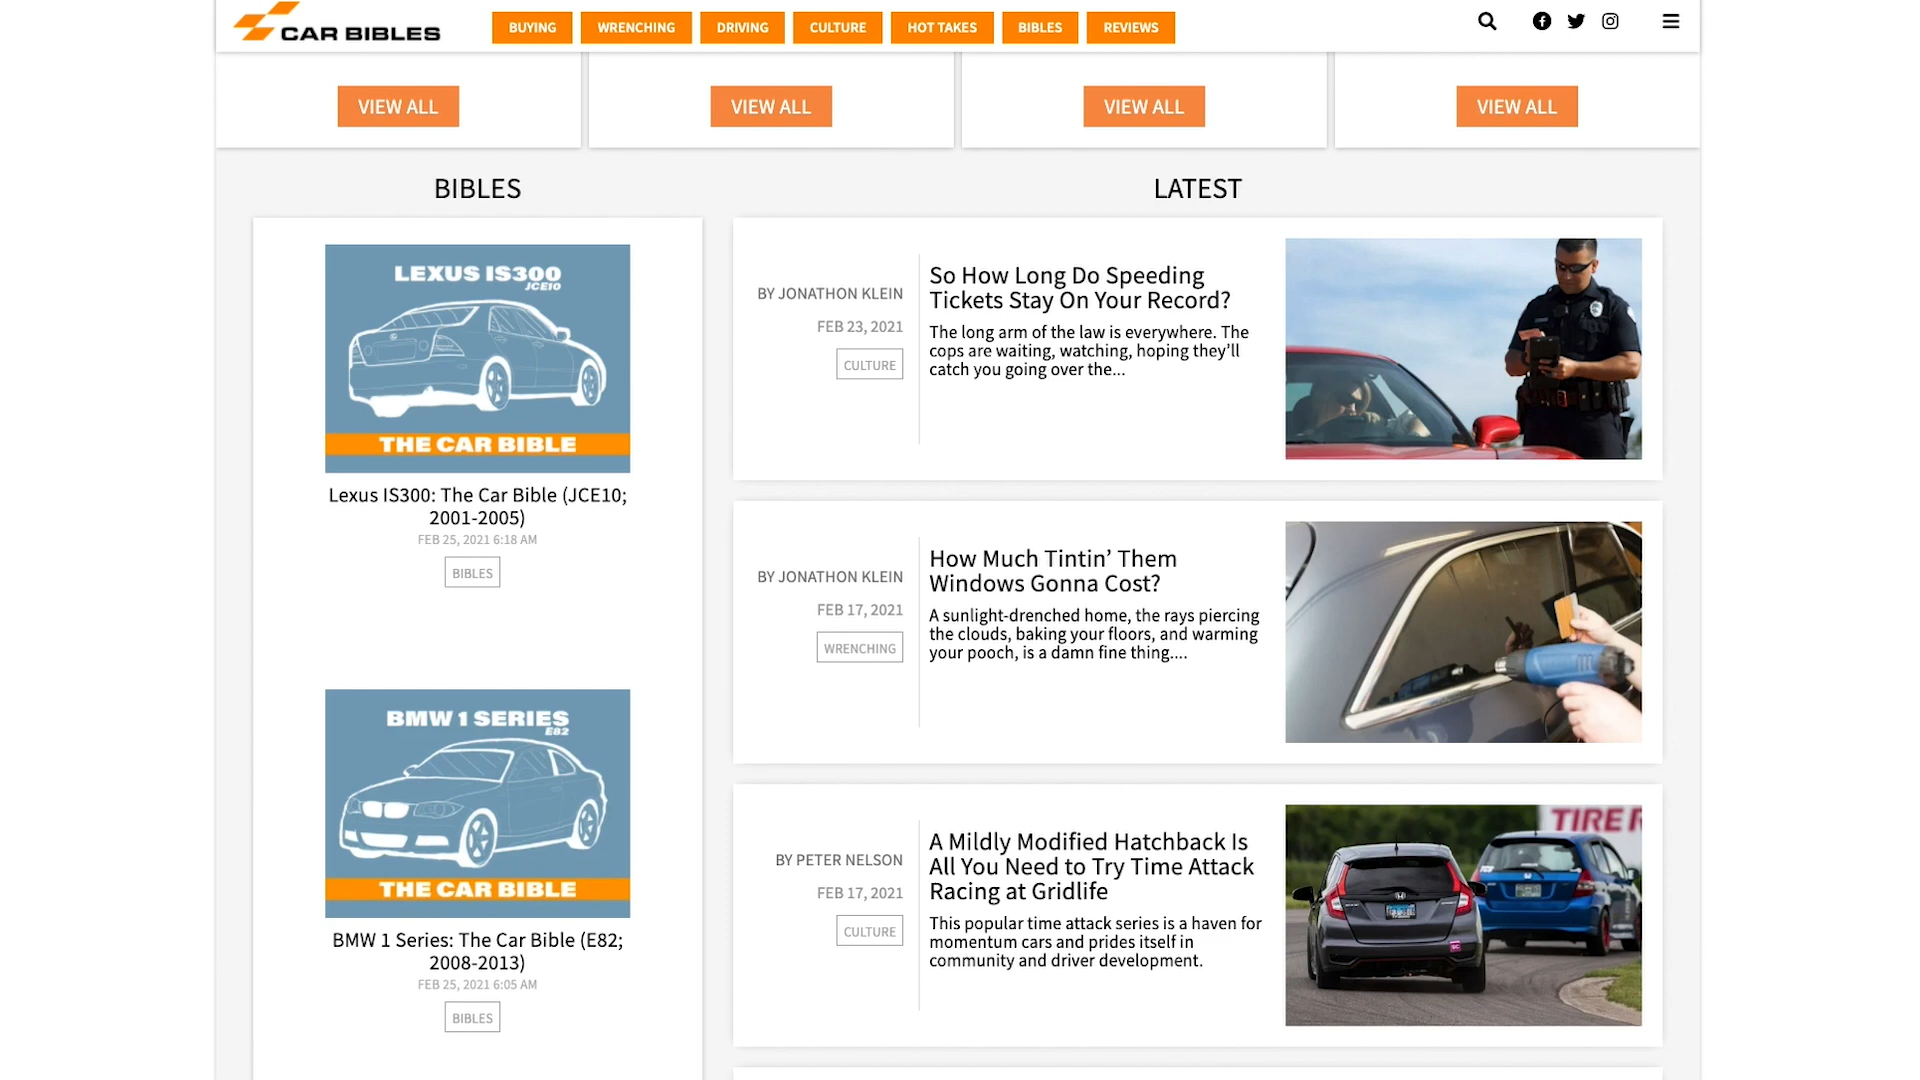 CAR BIBLES
BUYING
WRENCHING
DRIVING
CULTURE
HOT TAKES
BIBLES
REVIEWS
VIEW ALL
VIEW ALL
VIEW ALL
VIEW ALL
BIBLES
LEXUS IS300
JCE10
THE CAR BIBLE
Lexus IS300: The Car Bible (JCE10;
2001-2005)
FEB 25, 2021 6:18 AM
BIBLES
BMW 1 SERIES
E82
THE CAR BIBLE
BMW 1 Series: The Car Bible (E82;
2008-2013)
FEB 25, 2021 6:05 AM
BIBLES
LATEST
BY JONATHON KLEIN
FEB 23, 2021
CULTURE
So How Long Do Speeding
Tickets Stay On Your Record?
The long arm of the law is everywhere. The
cops are waiting, watching, hoping they’ll
catch you going over the...
BY JONATHON KLEIN
FEB 17, 2021
WRENCHING
How Much Tintin’ Them
Windows Gonna Cost?
A sunlight-drenched home, the rays piercing
the clouds, baking your floors, and warming
your pooch, is a damn fine thing....
BY PETER NELSON
FEB 17, 2021
CULTURE
A Mildly Modified Hatchback Is
All You Need to Try Time Attack
Racing at Gridlife
This popular time attack series is a haven for
momentum cars and prides itself in
community and driver development.
TIRE